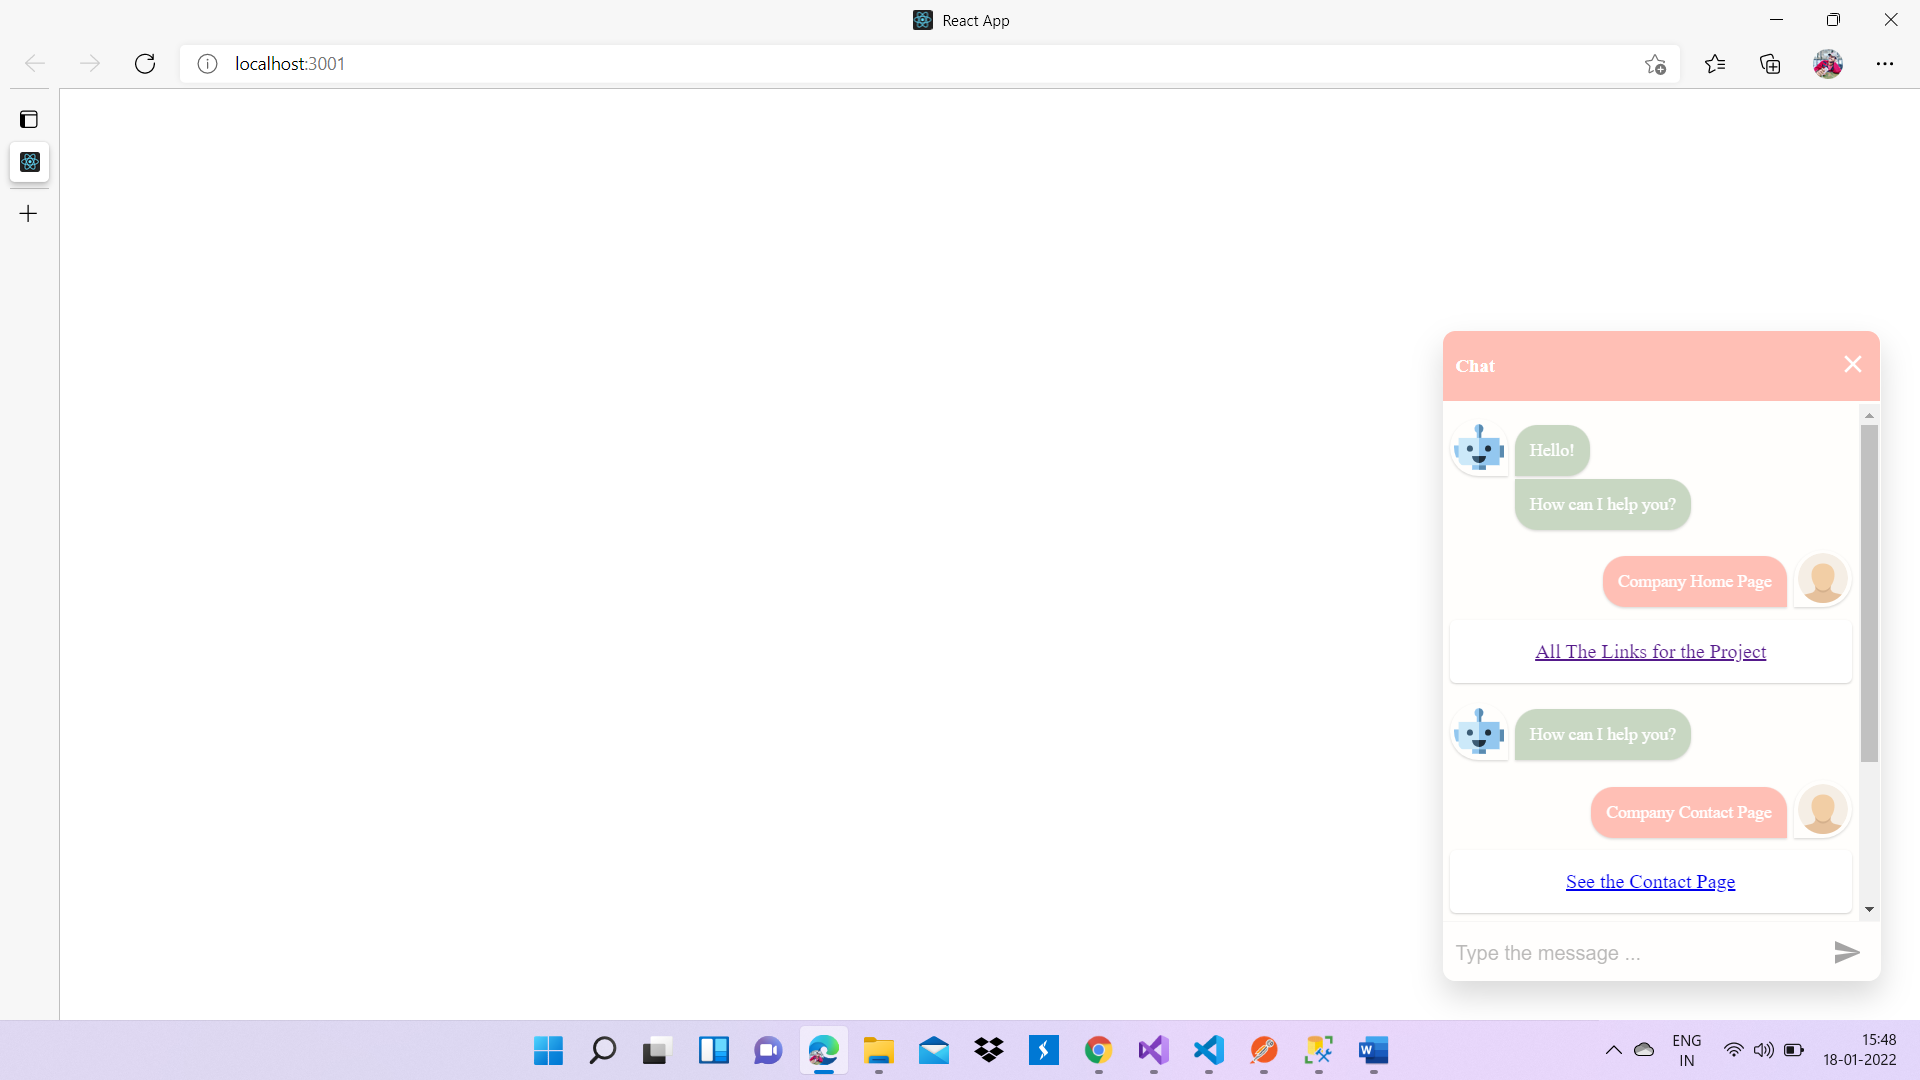 React App
localhost:3001
Chat
Hello!
How can I help you?
Company Home Page
All The Links for the Project
How can I help you?
Company Contact Page
See the Contact Page
Type the message ...
ENG
IN
15:48
18-01-2022